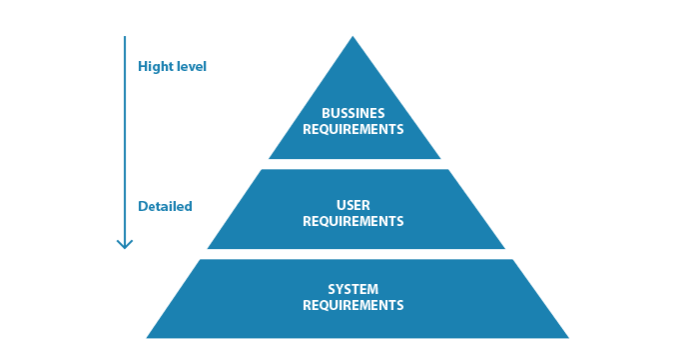 Hight level
BUSSINES
REQUIREMENTS
Detailed
USER
REQUIREMENTS
SYSTEM
REQUIREMENTS